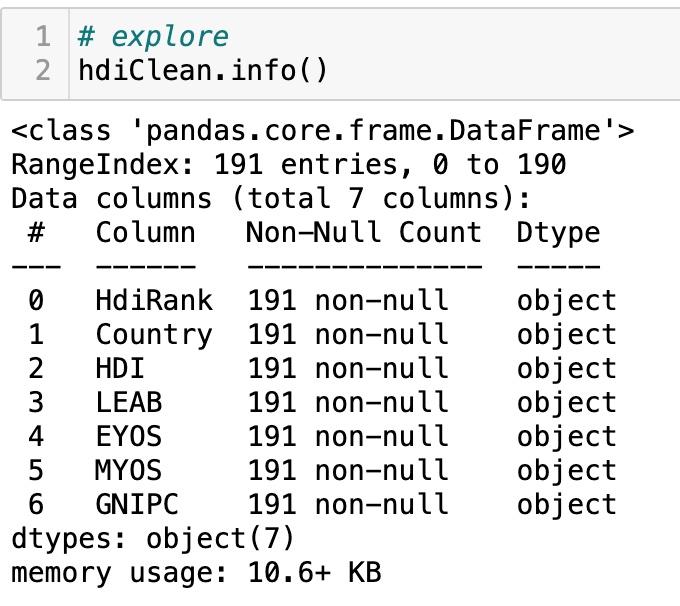 1 # explore
2 hdiClean.info()
<class 'pandas.core.frame.DataFrame'>
RangeIndex: 191 entries, 0 to 190
Data columns (total 7 columns):
 #   Column    Non-Null Count  Dtype
---  ------    --------------  -----
 0   HdiRank   191 non-null    object
 1   Country   191 non-null    object
 2   HDI       191 non-null    object
 3   LEAB      191 non-null    object
 4   EYOS      191 non-null    object
 5   MYOS      191 non-null    object
 6   GNIPC     191 non-null    object
dtypes: object(7)
memory usage: 10.6+ KB